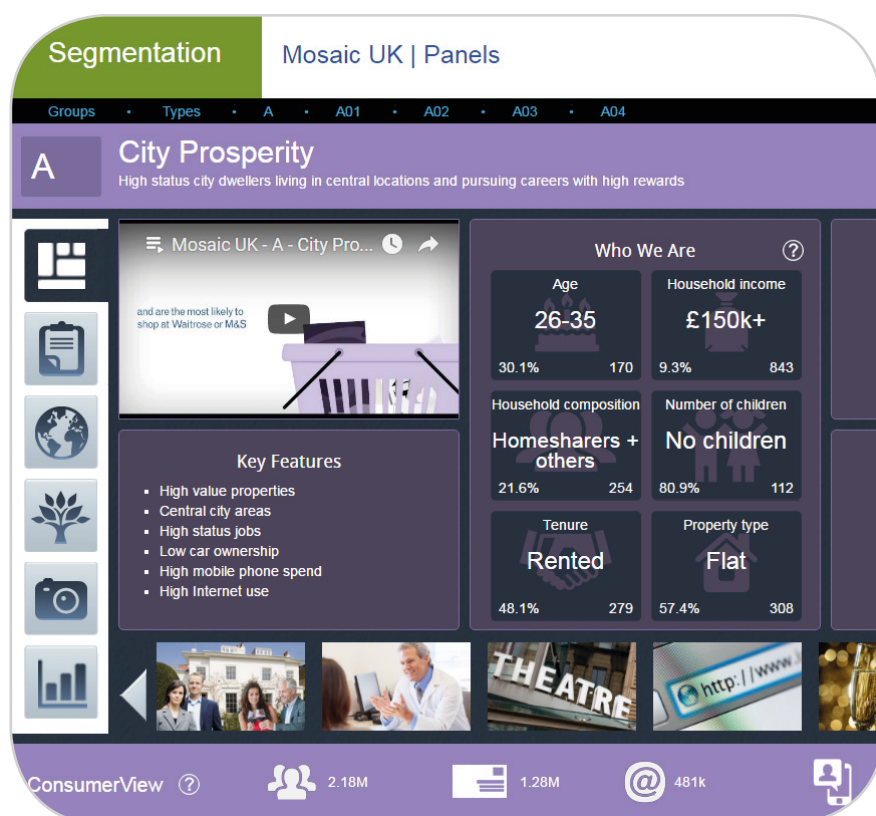 Segmentation
Mosaic UK | Panels
Groups • Types • A • A01 • A02 • A03 • A04
A
City Prosperity
High status city dwellers living in central locations and pursuing careers with high rewards
Mosaic UK - A - City Pro...
and are the most likely to
shop at Waitrose or M&S
Who We Are ?
Age
26-35
30.1% 170
Household income
£150k+
9.3% 843
Household composition
Homesharers +
others
21.6% 254
Number of children
No children
80.9% 112
Tenure
Rented
48.1% 279
Property type
Flat
57.4% 308
Key Features
▪ High value properties
▪ Central city areas
▪ High status jobs
▪ Low car ownership
▪ High mobile phone spend
▪ High Internet use
THEATRE
http://www.
ConsumerView ? 2.18M 1.28M @ 481k